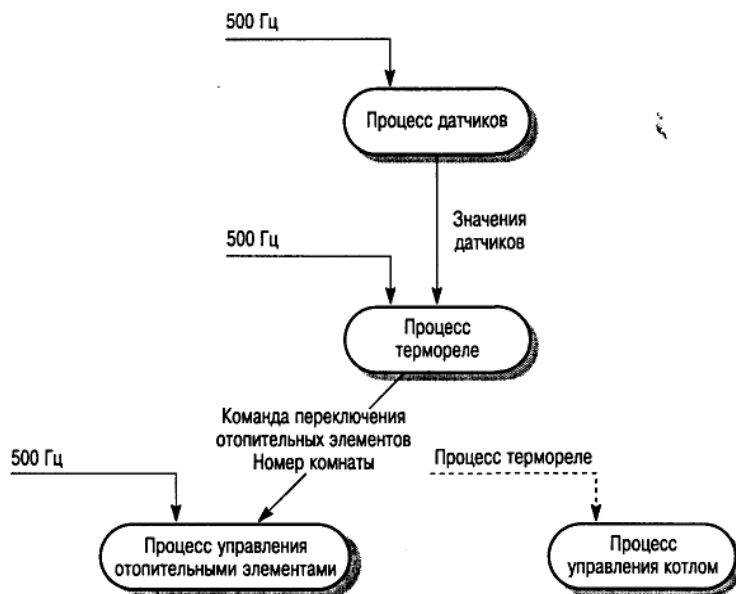 500 Гц
Процесс датчиков
Значения
датчиков
500 Гц
Процесс
термореле
Команда переключения
отопительных элементов
Номер комнаты
500 Гц
Процесс термореле
Процесс управления
отопительными элементами
Процесс
управления котлом